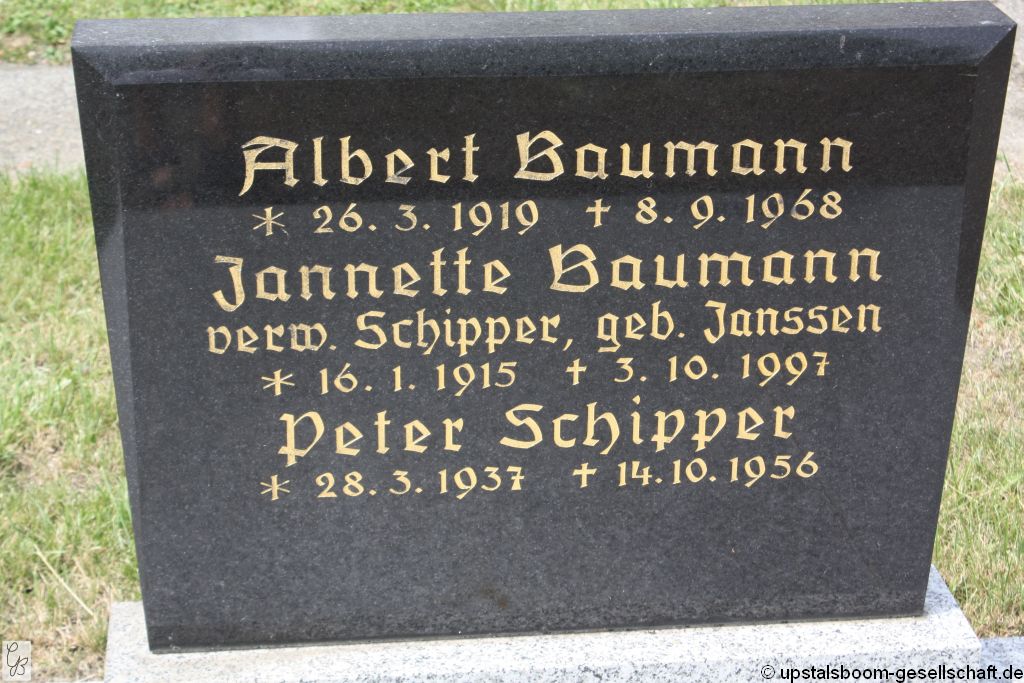 Albert Baumann
* 26. 3. 1919 † 8. 9. 1968
Jannette Baumann
verw. Schipper, geb. Janssen
* 16. 1. 1915 † 3. 10. 1997
Peter Schipper
* 28. 3. 1937 † 14. 10. 1956
GB
© upstalsboom-gesellschaft.de